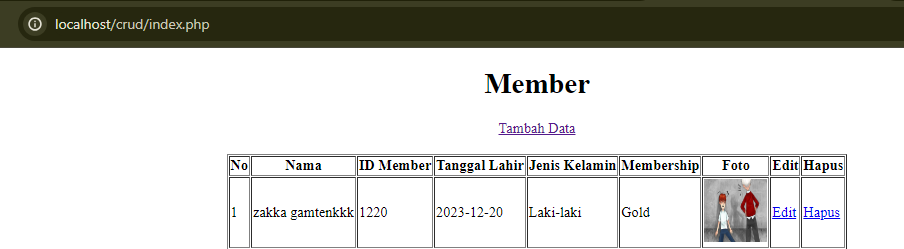 localhost/crud/index.php
Member
Tambah Data
No Nama ID Member Tanggal Lahir Jenis Kelamin Membership Foto Edit Hapus
1 zakka gamtenkkk 1220 2023-12-20 Laki-laki Gold Edit Hapus